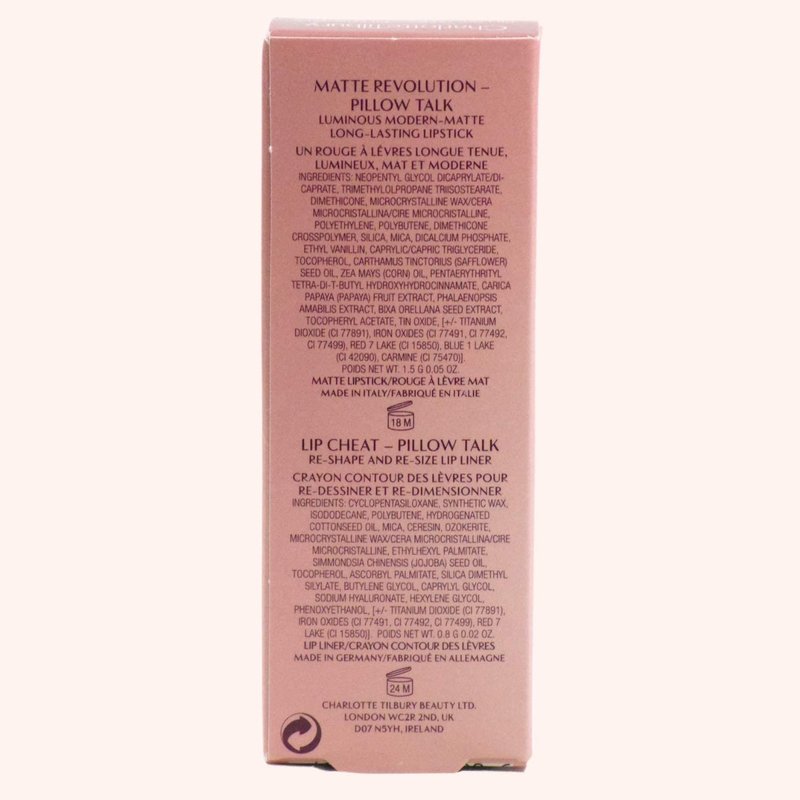 Charlotte Tilbury
MATTE REVOLUTION –
PILLOW TALK
LUMINOUS MODERN-MATTE
LONG-LASTING LIPSTICK
UN ROUGE À LÈVRES LONGUE TENUE,
LUMINEUX, MAT ET MODERNE
INGREDIENTS: NEOPENTYL GLYCOL DICAPRYLATE/DI-
CAPRATE, TRIMETHYLOLPROPANE TRIISOSTEARATE,
DIMETHICONE, MICROCRYSTALLINE WAX/CERA
MICROCRISTALLINA/CIRE MICROCRISTALLINE,
POLYETHYLENE, POLYBUTENE, DIMETHICONE
CROSSPOLYMER, SILICA, MICA, DICALCIUM PHOSPHATE,
ETHYL VANILLIN, CAPRYLIC/CAPRIC TRIGLYCERIDE,
TOCOPHEROL, CARTHAMUS TINCTORIUS (SAFFLOWER)
SEED OIL, ZEA MAYS (CORN) OIL, PENTAERYTHRITYL
TETRA-DI-T-BUTYL HYDROXYHYDROCINNAMATE, CARICA
PAPAYA (PAPAYA) FRUIT EXTRACT, PHALAENOPSIS
AMABILIS EXTRACT, BIXA ORELLANA SEED EXTRACT,
TOCOPHERYL ACETATE, TIN OXIDE, [+/- TITANIUM
DIOXIDE (CI 77891), IRON OXIDES (CI 77491, CI 77492,
CI 77499), RED 7 LAKE (CI 15850), BLUE 1 LAKE
(CI 42090), CARMINE (CI 75470)].
POIDS NET WT. 1.5 G 0.05 OZ.
MATTE LIPSTICK/ROUGE À LÈVRE MAT
MADE IN ITALY/FABRIQUÉ EN ITALIE
18 M
LIP CHEAT – PILLOW TALK
RE-SHAPE AND RE-SIZE LIP LINER
CRAYON CONTOUR DES LÈVRES POUR
RE-DESSINER ET RE-DIMENSIONNER
INGREDIENTS: CYCLOPENTASILOXANE, SYNTHETIC WAX,
ISODODECANE, POLYBUTENE, HYDROGENATED
COTTONSEED OIL, MICA, CERESIN, OZOKERITE,
MICROCRYSTALLINE WAX/CERA MICROCRISTALLINA/CIRE
MICROCRISTALLINE, ETHYLHEXYL PALMITATE,
SIMMONDSIA CHINENSIS (JOJOBA) SEED OIL,
TOCOPHEROL, ASCORBYL PALMITATE, SILICA DIMETHYL
SILYLATE, BUTYLENE GLYCOL, CAPRYLYL GLYCOL,
SODIUM HYALURONATE, HEXYLENE GLYCOL,
PHENOXYETHANOL, [+/- TITANIUM DIOXIDE (CI 77891),
IRON OXIDES (CI 77491, CI 77492, CI 77499), RED 7
LAKE (CI 15850)]. POIDS NET WT. 0.8 G 0.02 OZ.
LIP LINER/CRAYON CONTOUR DES LÈVRES
MADE IN GERMANY/FABRIQUÉ EN ALLEMAGNE
24 M
CHARLOTTE TILBURY BEAUTY LTD.
LONDON WC2R 2ND, UK
D07 N5YH, IRELAND